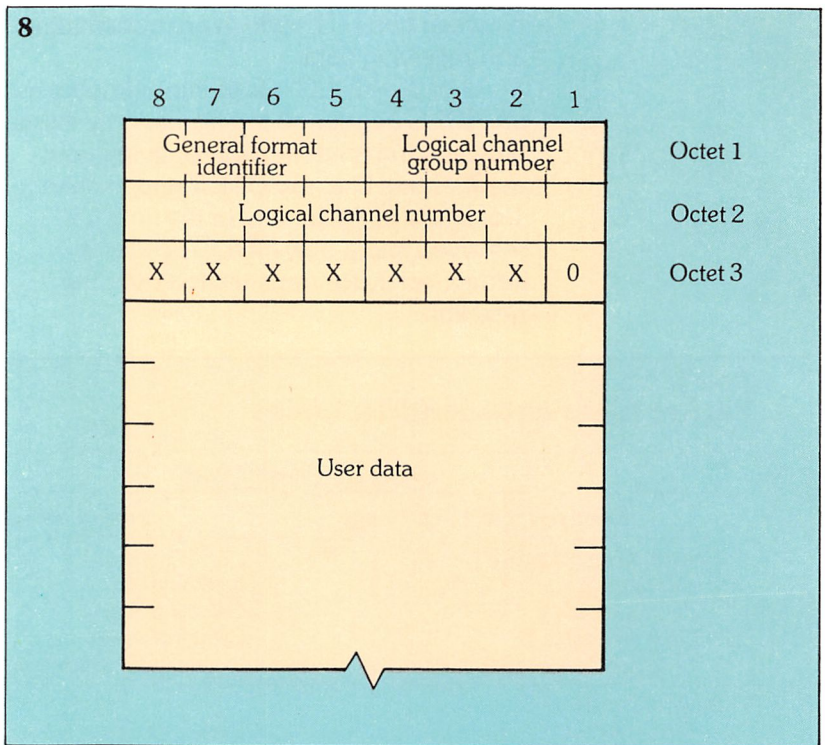 8
8 7 6 5 4 3 2 1
General format Logical channel Octet 1
identifier group number
Logical channel number Octet 2
X X X X X X X 0 Octet 3
User data